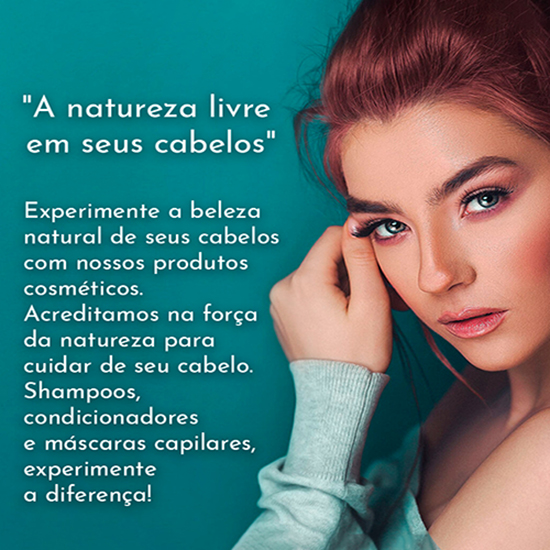 "A natureza livre
em seus cabelos"
Experimente a beleza
natural de seus cabelos
com nossos produtos
cosméticos.
Acreditamos na força
da natureza para
cuidar de seu cabelo.
Shampoos,
condicionadores
e máscaras capilares,
experimente
a diferença!